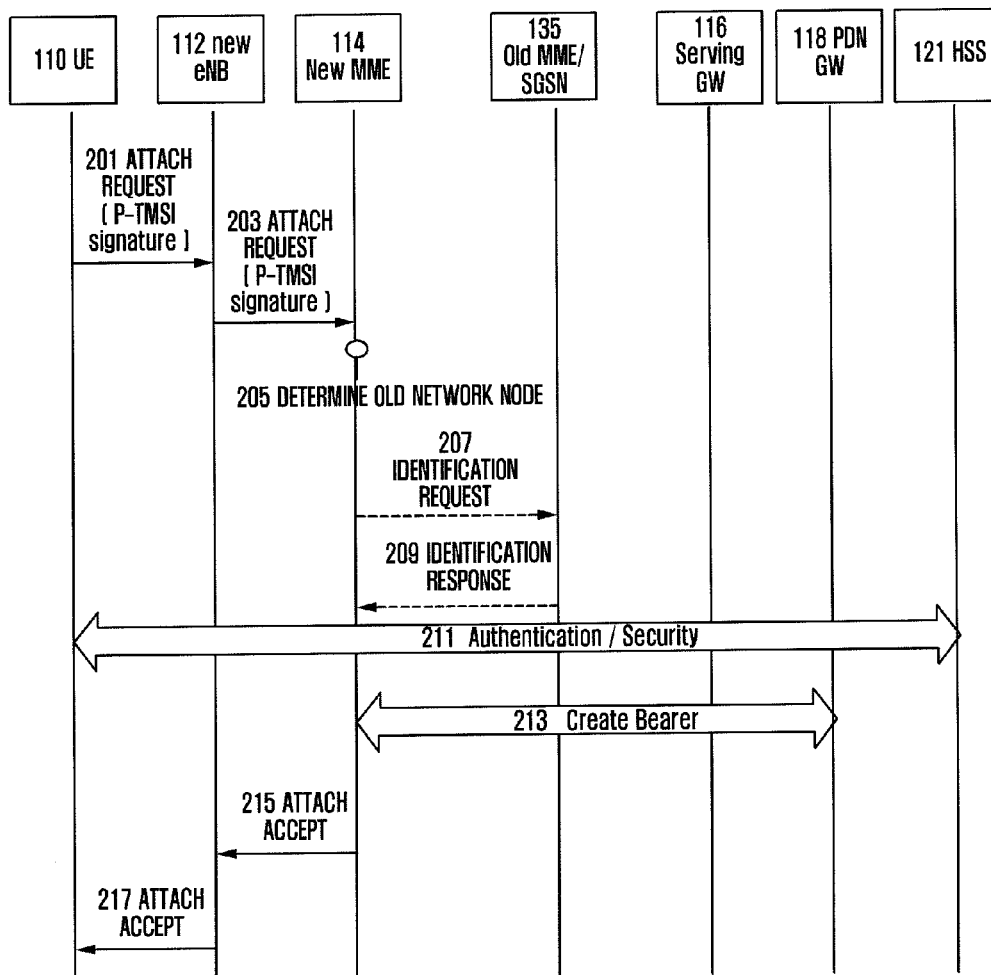 110 UE
112 new
eNB
114
New MME
135
Old MME/
SGSN
116
Serving
GW
118 PDN
GW
121 HSS
201 ATTACH
REQUEST
( P-TMSI
signature )
203 ATTACH
REQUEST
( P-TMSI
signature )
205 DETERMINE OLD NETWORK NODE
207
IDENTIFICATION
REQUEST
209 IDENTIFICATION
RESPONSE
211 Authentication / Security
213 Create Bearer
215 ATTACH
ACCEPT
217 ATTACH
ACCEPT